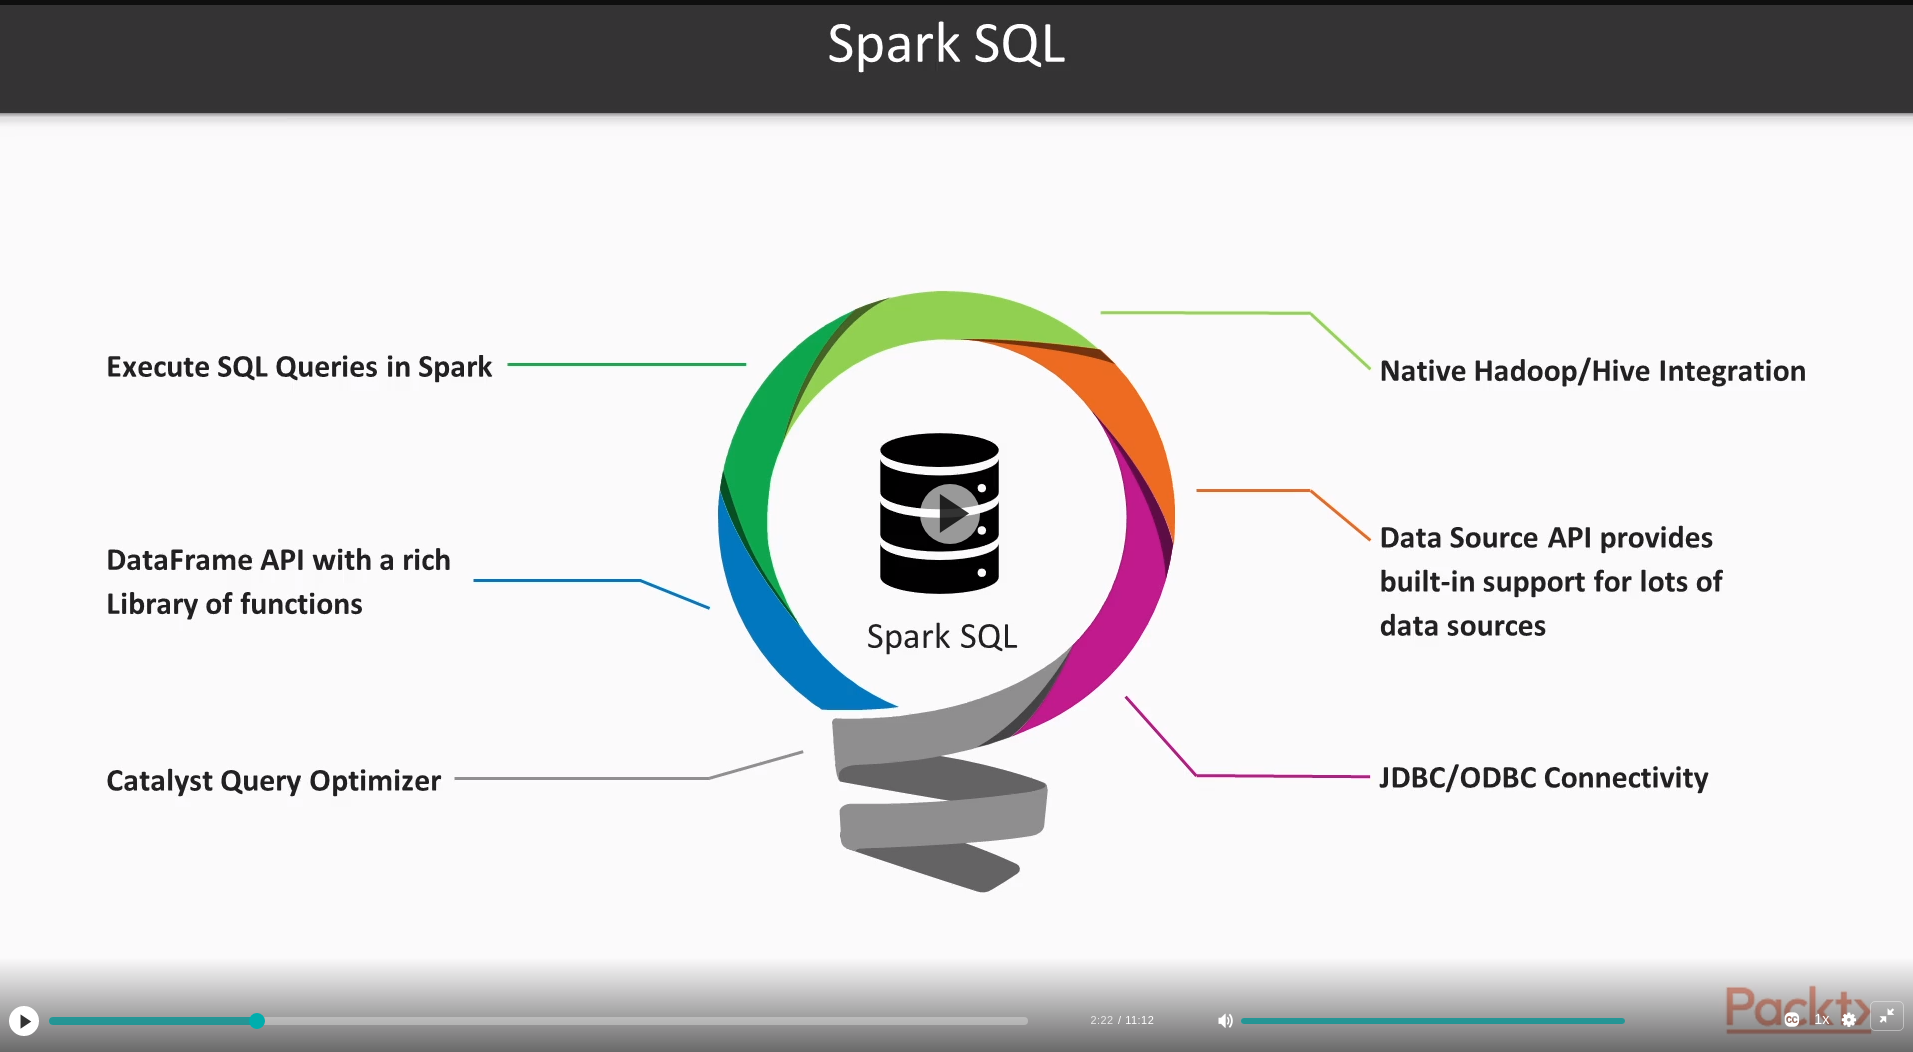 Spark SQL
Execute SQL Queries in Spark
Native Hadoop/Hive Integration
DataFrame API with a rich
Library of functions
Data Source API provides
built-in support for lots of
data sources
Spark SQL
Catalyst Query Optimizer
JDBC/ODBC Connectivity
2:22 / 11:12
Packt>
CC
1x